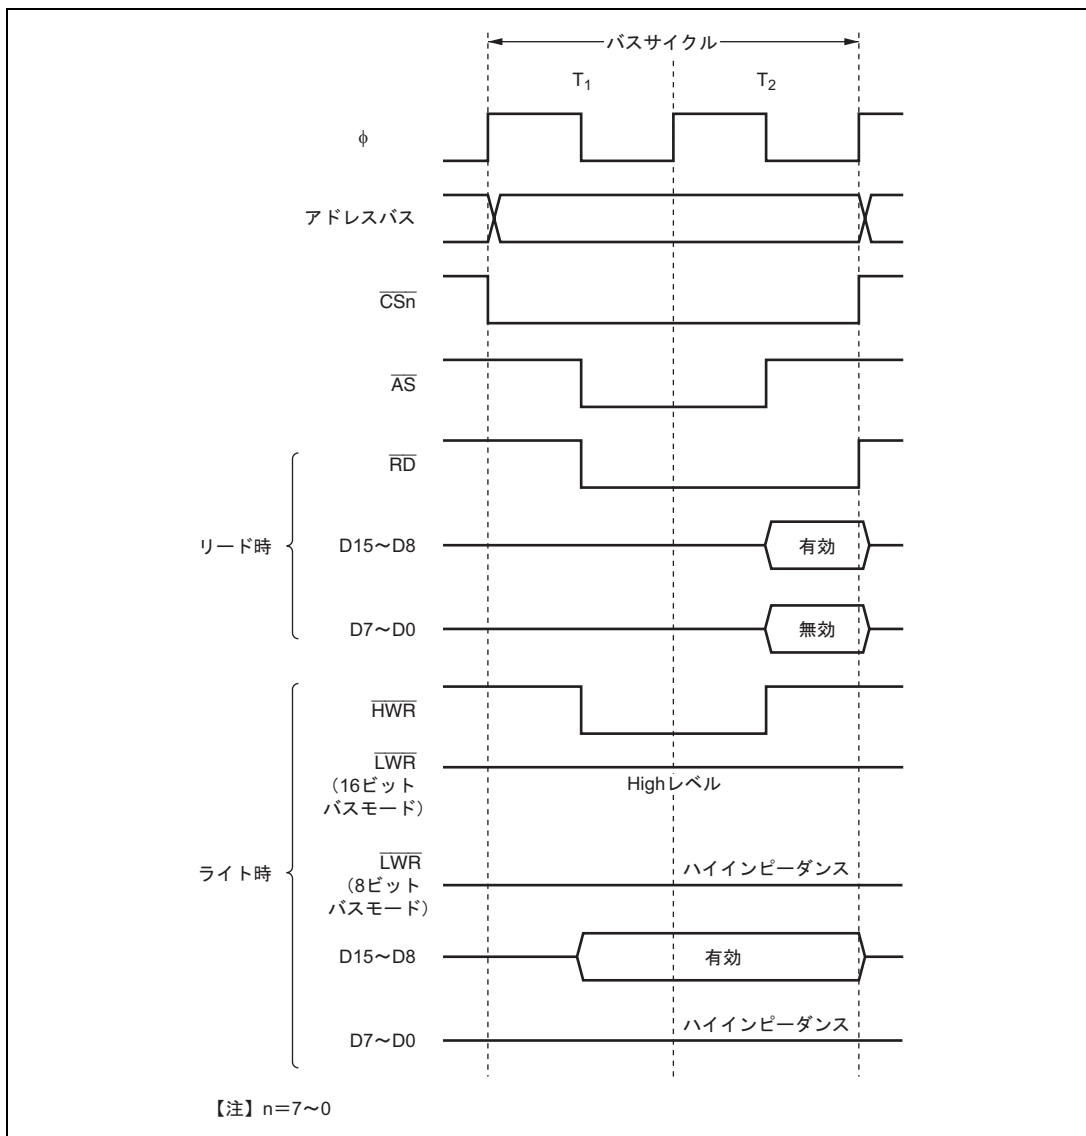 バスサイクル
T1 T2
φ
アドレスバス
CSn
AS
RD
リード時
D15～D8 有効
D7～D0 無効
HWR
LWR
（16ビット
バスモード）
Highレベル
ライト時
LWR
（8ビット
バスモード）
ハイインピーダンス
D15～D8 有効
D7～D0 ハイインピーダンス
【注】n＝7～0